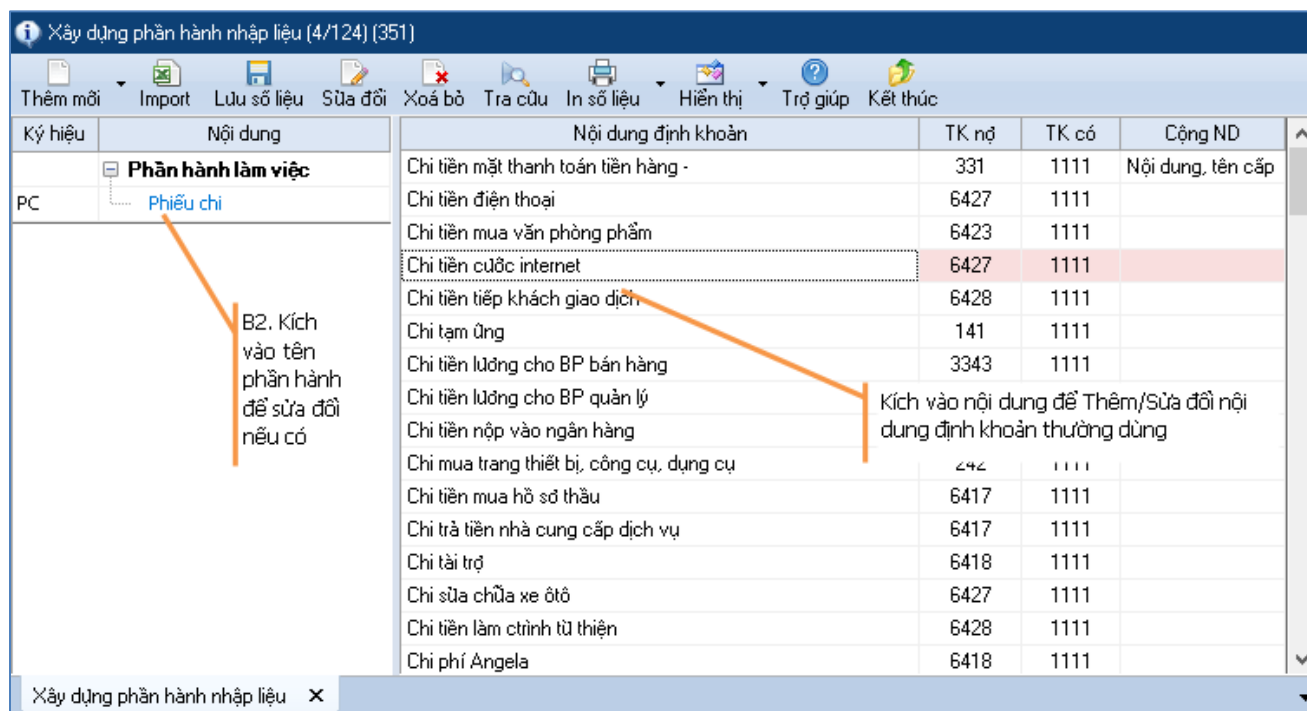 Xây dựng phần hành nhập liệu (4/124) (351)
Thêm mới Import Lưu số liệu Sửa đổi Xoá bỏ Tra cứu In số liệu Hiển thị Trợ giúp Kết thúc
Ký hiệu Nội dung Nội dung định khoản TK nợ TK có Cộng ND
Phần hành làm việc Chi tiền mặt thanh toán tiền hàng - 331 1111 Nội dung, tên cấp
PC Phiếu chi Chi tiền điện thoại 6427 1111
Chi tiền mua văn phòng phẩm 6423 1111
Chi tiền cước internet 6427 1111
Chi tiền tiếp khách giao dịch 6428 1111
Chi tạm ứng 141 1111
Chi tiền lương cho BP bán hàng 3343 1111
Chi tiền lương cho BP quản lý
Chi tiền nộp vào ngân hàng
Chi mua trang thiết bị, công cụ, dụng cụ 242 1111
Chi tiền mua hồ sơ thầu 6417 1111
Chi trả tiền nhà cung cấp dịch vụ 6417 1111
Chi tài trợ 6418 1111
Chi sửa chữa xe ôtô 6427 1111
Chi tiền làm ctrình từ thiện 6428 1111
Chi phí Angela 6418 1111
B2. Kích
vào tên
phần hành
để sửa đổi
nếu có
Kích vào nội dung để Thêm/Sửa đổi nội
dung định khoản thường dùng
Xây dựng phần hành nhập liệu